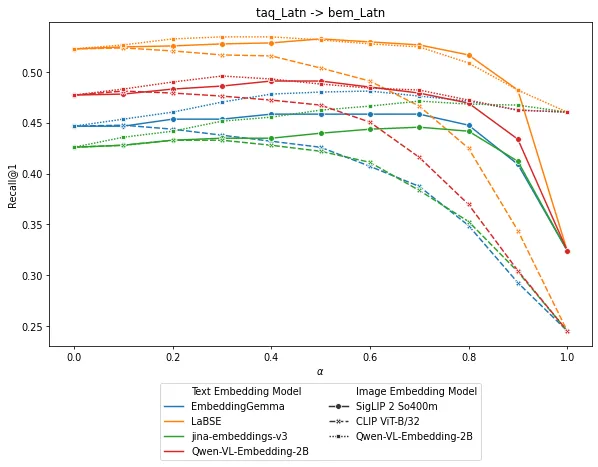 taq_Latn -> bem_Latn
Recall@1
0.50
0.45
0.40
0.35
0.30
0.25
0.0
0.2
0.4
0.6
0.8
1.0
α
Text Embedding Model
EmbeddingGemma
LaBSE
jina-embeddings-v3
Qwen-VL-Embedding-2B
Image Embedding Model
SigLIP 2 So400m
CLIP ViT-B/32
Qwen-VL-Embedding-2B